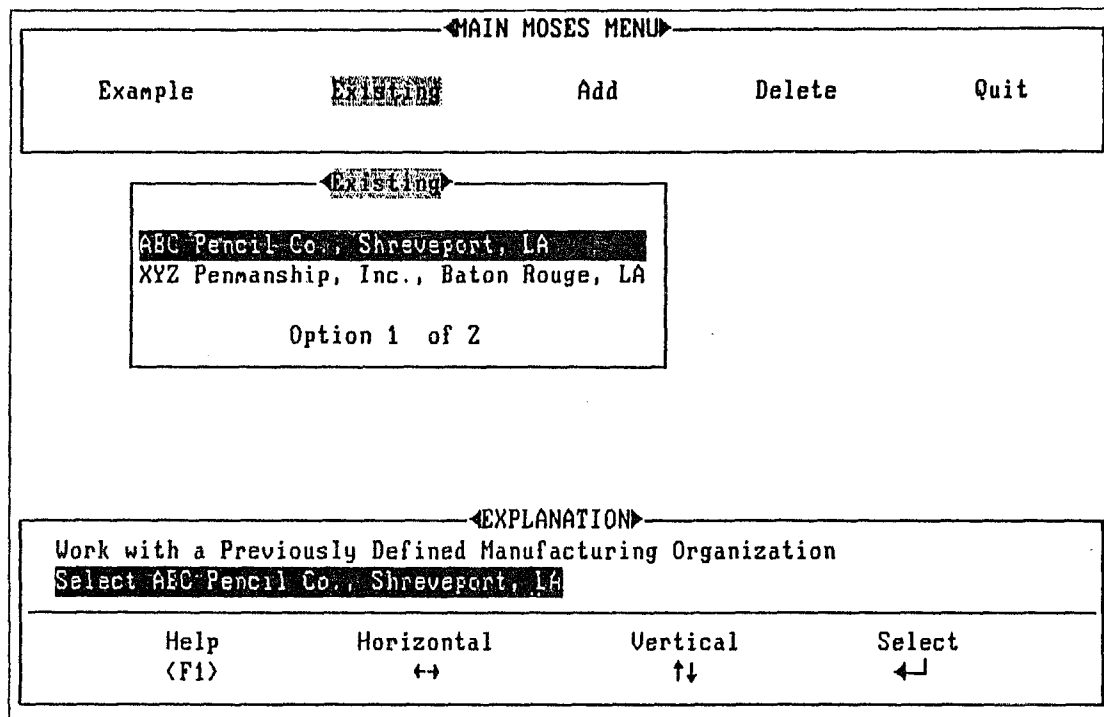 MAIN MOSES MENU
Example Existing Add Delete Quit
Existing
ABC Pencil Co., Shreveport, LA
XYZ Penmanship, Inc., Baton Rouge, LA
Option 1 of 2
EXPLANATION
Work with a Previously Defined Manufacturing Organization
Select ABC Pencil Co., Shreveport, LA
Help Horizontal Vertical Select
<F1> ↔ ↑↓ ↵